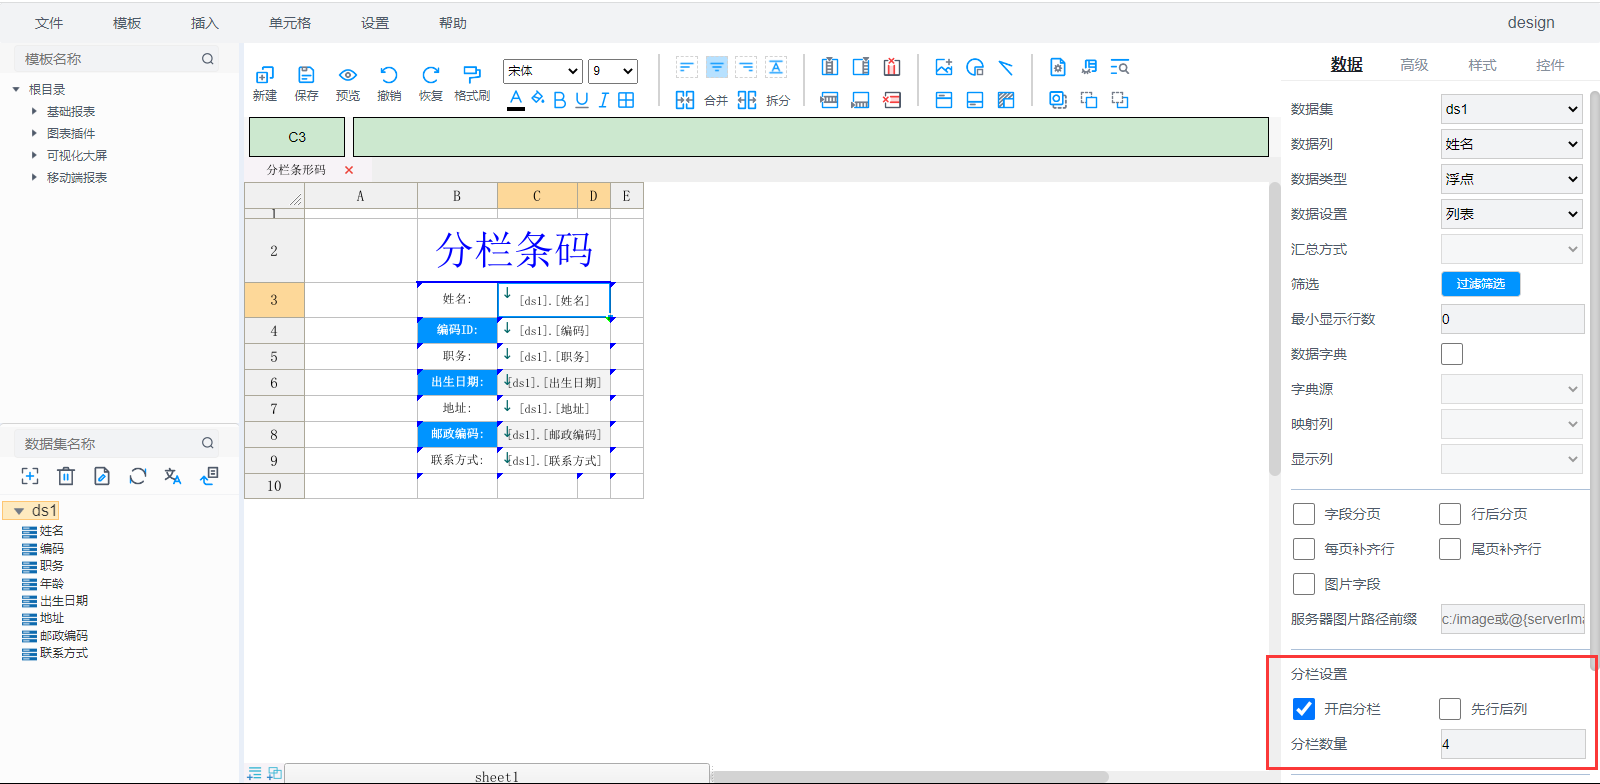 文件 模板 插入 单元格 设置 帮助 design
模板名称
根目录
基础报表
图表插件
可视化大屏
移动端报表
数据集名称
ds1
姓名
编码
职务
年龄
出生日期
地址
邮政编码
联系方式
新建 保存 预览 撤销 恢复 格式刷
宋体 9
合并 拆分
C3
分栏条形码
A B C D E
1
2 分栏条码
3 姓名: [ds1].[姓名]
4 编码ID: [ds1].[编码]
5 职务: [ds1].[职务]
6 出生日期: [ds1].[出生日期]
7 地址: [ds1].[地址]
8 邮政编码: [ds1].[邮政编码]
9 联系方式: [ds1].[联系方式]
10
sheet1
数据 高级 样式 控件
数据集 ds1
数据列 姓名
数据类型 浮点
数据设置 列表
汇总方式
筛选 过滤筛选
最小显示行数 0
数据字典
字典源
映射列
显示列
字段分页 行后分页
每页补齐行 尾页补齐行
图片字段
服务器图片路径前缀 c:/image或@{serverIma
分栏设置
开启分栏 先行后列
分栏数量 4